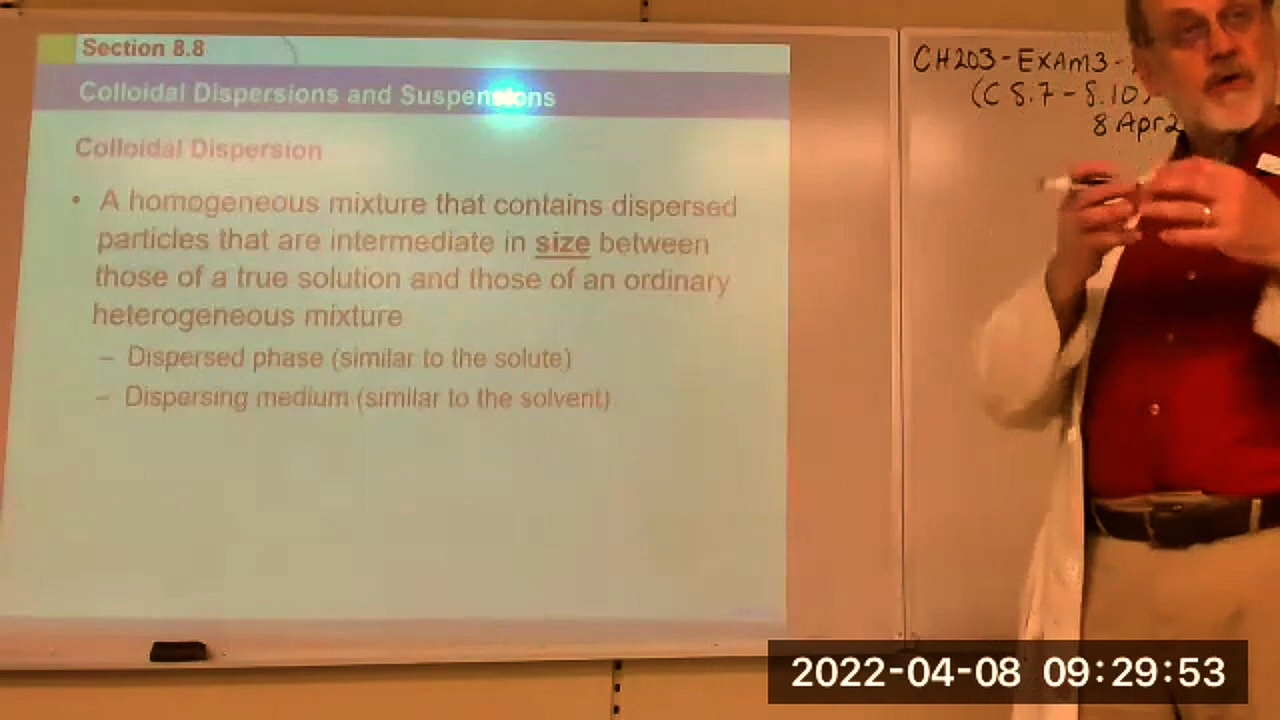 Section 8.8
Colloidal Dispersions and Suspensions
Colloidal Dispersion
• A homogeneous mixture that contains dispersed
particles that are intermediate in size between
those of a true solution and those of an ordinary
heterogeneous mixture
– Dispersed phase (similar to the solute)
– Dispersing medium (similar to the solvent)
CH203-EXAm3-
(C 8.7-8.10)
8 Apr2
2022-04-08 09:29:53